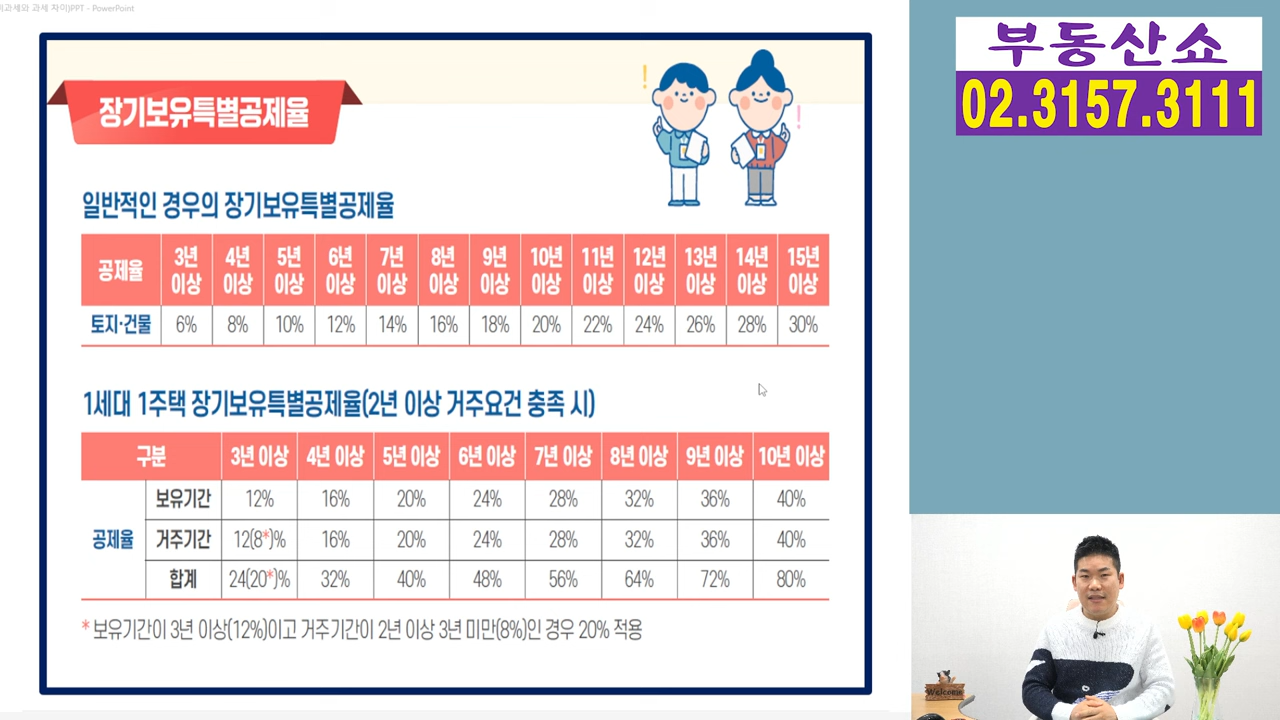 (과세와 과세 차이)PPT - PowerPoint
장기보유특별공제율
일반적인 경우의 장기보유특별공제율
공제율 3년 이상 4년 이상 5년 이상 6년 이상 7년 이상 8년 이상 9년 이상 10년 이상 11년 이상 12년 이상 13년 이상 14년 이상 15년 이상
토지·건물 6% 8% 10% 12% 14% 16% 18% 20% 22% 24% 26% 28% 30%
1세대 1주택 장기보유특별공제율(2년 이상 거주요건 충족 시)
구분 3년 이상 4년 이상 5년 이상 6년 이상 7년 이상 8년 이상 9년 이상 10년 이상
공제율
보유기간 12% 16% 20% 24% 28% 32% 36% 40%
거주기간 12(8*)% 16% 20% 24% 28% 32% 36% 40%
합계 24(20*)% 32% 40% 48% 56% 64% 72% 80%
* 보유기간이 3년 이상(12%)이고 거주기간이 2년 이상 3년 미만(8%)인 경우 20% 적용
부동산쇼
02.3157.3111
Welcome